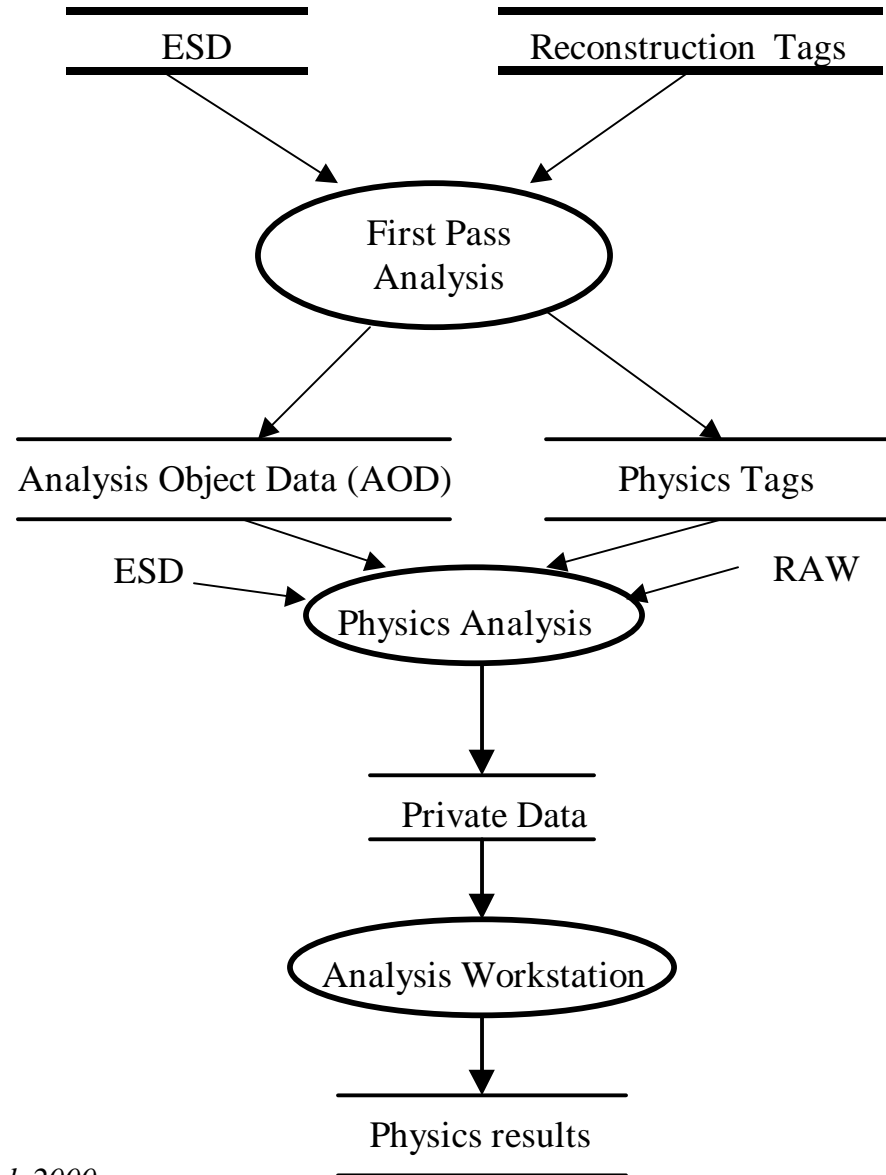 ESD
Reconstruction Tags
First Pass
Analysis
Analysis Object Data (AOD)
Physics Tags
ESD
RAW
Physics Analysis
Private Data
Analysis Workstation
Physics results
2000